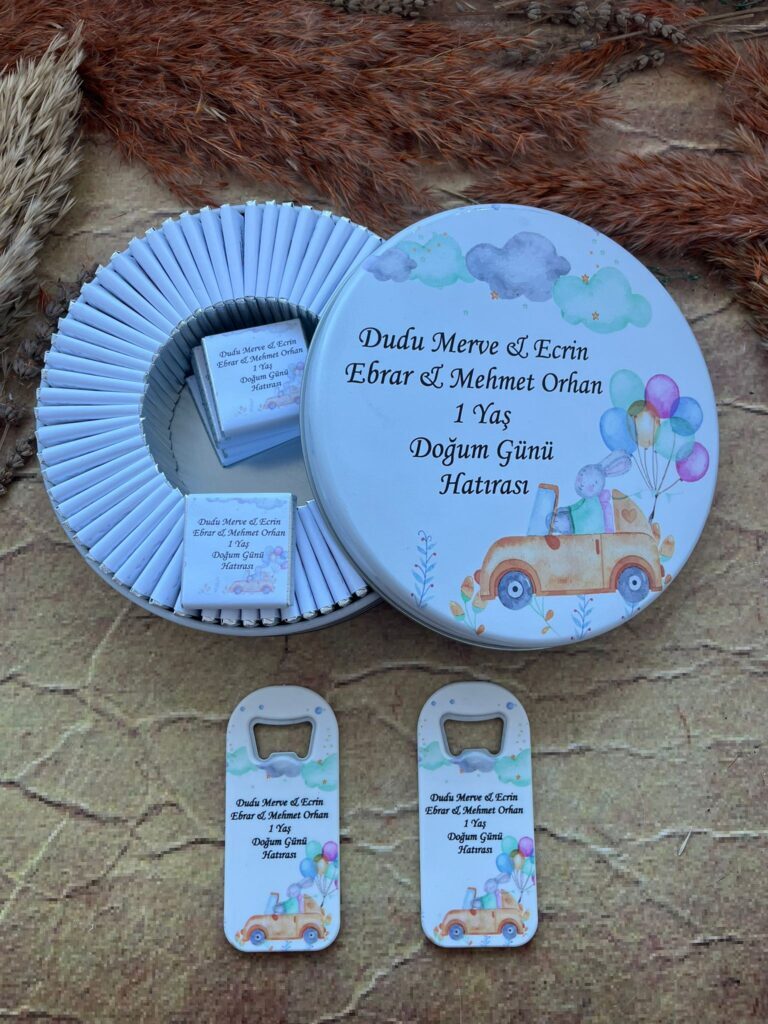 Dudu Merve & Ecrin
Ebrar & Mehmet Orhan
1 Yaş
Doğum Günü
Hatırası
Dudu Merve & Ecrin
Ebrar & Mehmet Orhan
1 Yaş
Doğum Günü
Hatırası
Dudu Merve & Ecrin
Ebrar & Mehmet Orhan
1 Yaş
Doğum Günü
Hatırası
Dudu Merve & Ecrin
Ebrar & Mehmet Orhan
1 Yaş
Doğum Günü
Hatırası
Dudu Merve & Ecrin
Ebrar & Mehmet Orhan
1 Yaş
Doğum Günü
Hatırası